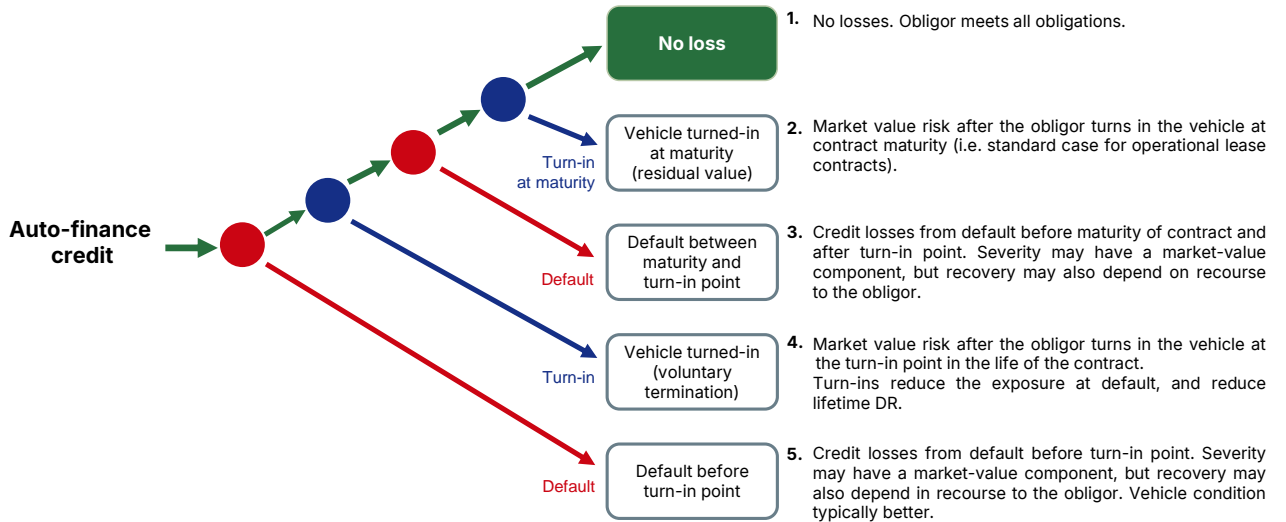 Auto-finance
credit
No loss
1. No losses. Obligor meets all obligations.
Turn-in
at maturity
Vehicle turned-in
at maturity
(residual value)
2. Market value risk after the obligor turns in the vehicle at
contract maturity (i.e. standard case for operational lease
contracts).
Default
Default between
maturity and
turn-in point
3. Credit losses from default before maturity of contract and
after turn-in point. Severity may have a market-value
component, but recovery may also depend on recourse
to the obligor.
Turn-in
Vehicle turned-in
(voluntary
termination)
4. Market value risk after the obligor turns in the vehicle at
the turn-in point in the life of the contract.
Turn-ins reduce the exposure at default, and reduce
lifetime DR.
Default
Default before
turn-in point
5. Credit losses from default before turn-in point. Severity
may have a market-value component, but recovery may
also depend in recourse to the obligor. Vehicle condition
typically better.